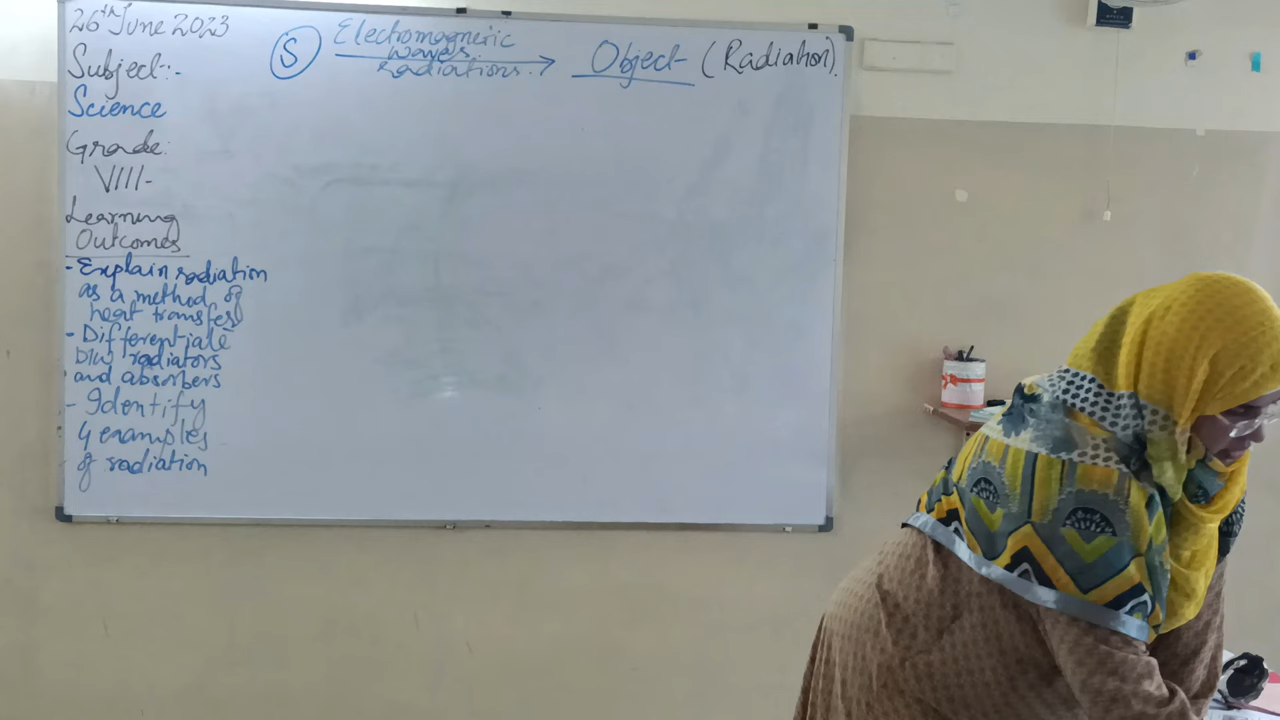 26th June 2023
Subject:-
Science
Grade:
VIII-
Learning
Outcomes
- Explain radiation
as a method of
heat transfer
- Differentiate
b/w radiators
and absorbers
- Identify
4 examples
of radiation
S Electromagneric
waves
radiations. → Object (Radiation).